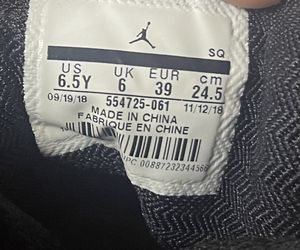 SQ
US UK EUR cm
6.5Y 6 39 24.5
09/19/18 554725-061 11/12/18
MADE IN CHINA
FABRIQUE EN CHINE